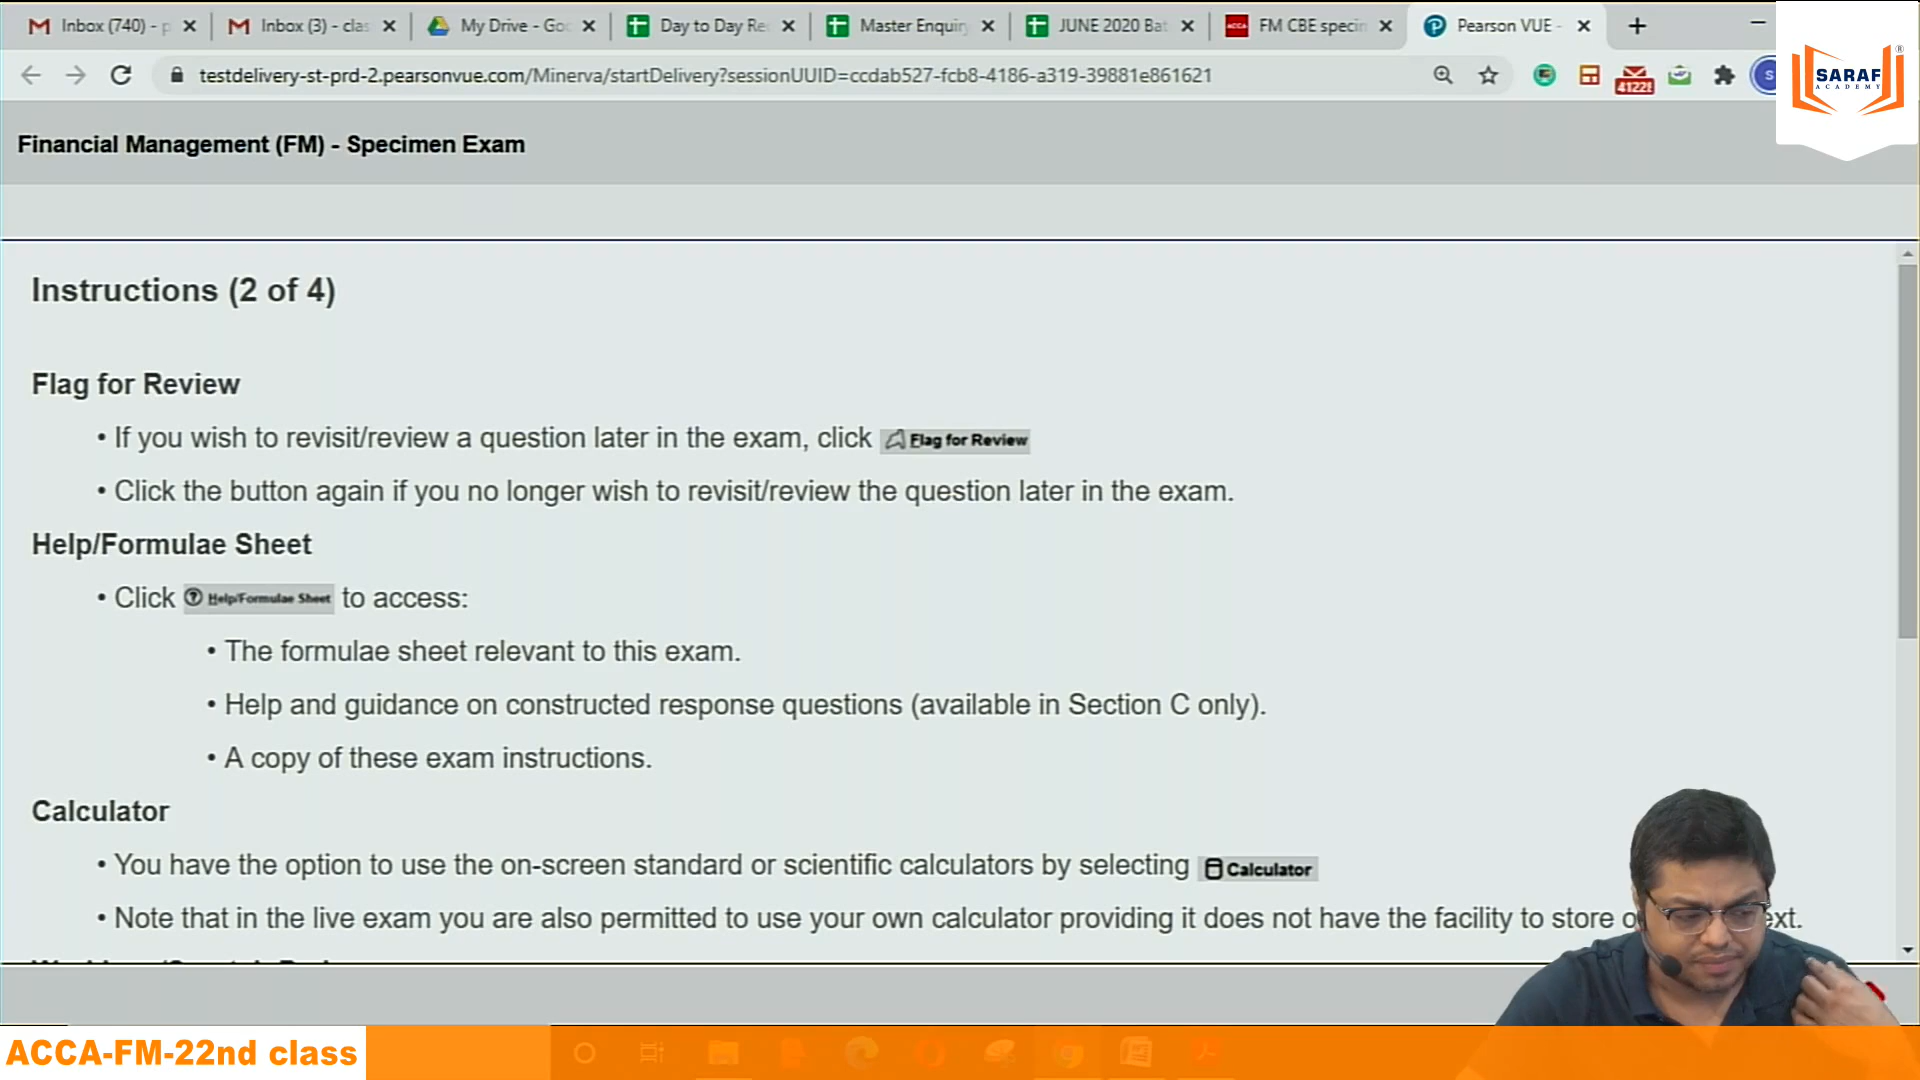 Inbox (740) - p
Inbox (3) - clas
My Drive - Goo
Day to Day Re
Master Enquiry
JUNE 2020 Bat
FM CBE specin
Pearson VUE -
testdelivery-st-prd-2.pearsonvue.com/Minerva/startDelivery?sessionUUID=ccdab527-fcb8-4186-a319-39881e861621
41228
S
SARAF
ACADEMY
Financial Management (FM) - Specimen Exam
Instructions (2 of 4)
Flag for Review
• If you wish to revisit/review a question later in the exam, click Flag for Review
• Click the button again if you no longer wish to revisit/review the question later in the exam.
Help/Formulae Sheet
• Click Help/Formulae Sheet to access:
• The formulae sheet relevant to this exam.
• Help and guidance on constructed response questions (available in Section C only).
• A copy of these exam instructions.
Calculator
• You have the option to use the on-screen standard or scientific calculators by selecting Calculator
• Note that in the live exam you are also permitted to use your own calculator providing it does not have the facility to store
ACCA-FM-22nd class